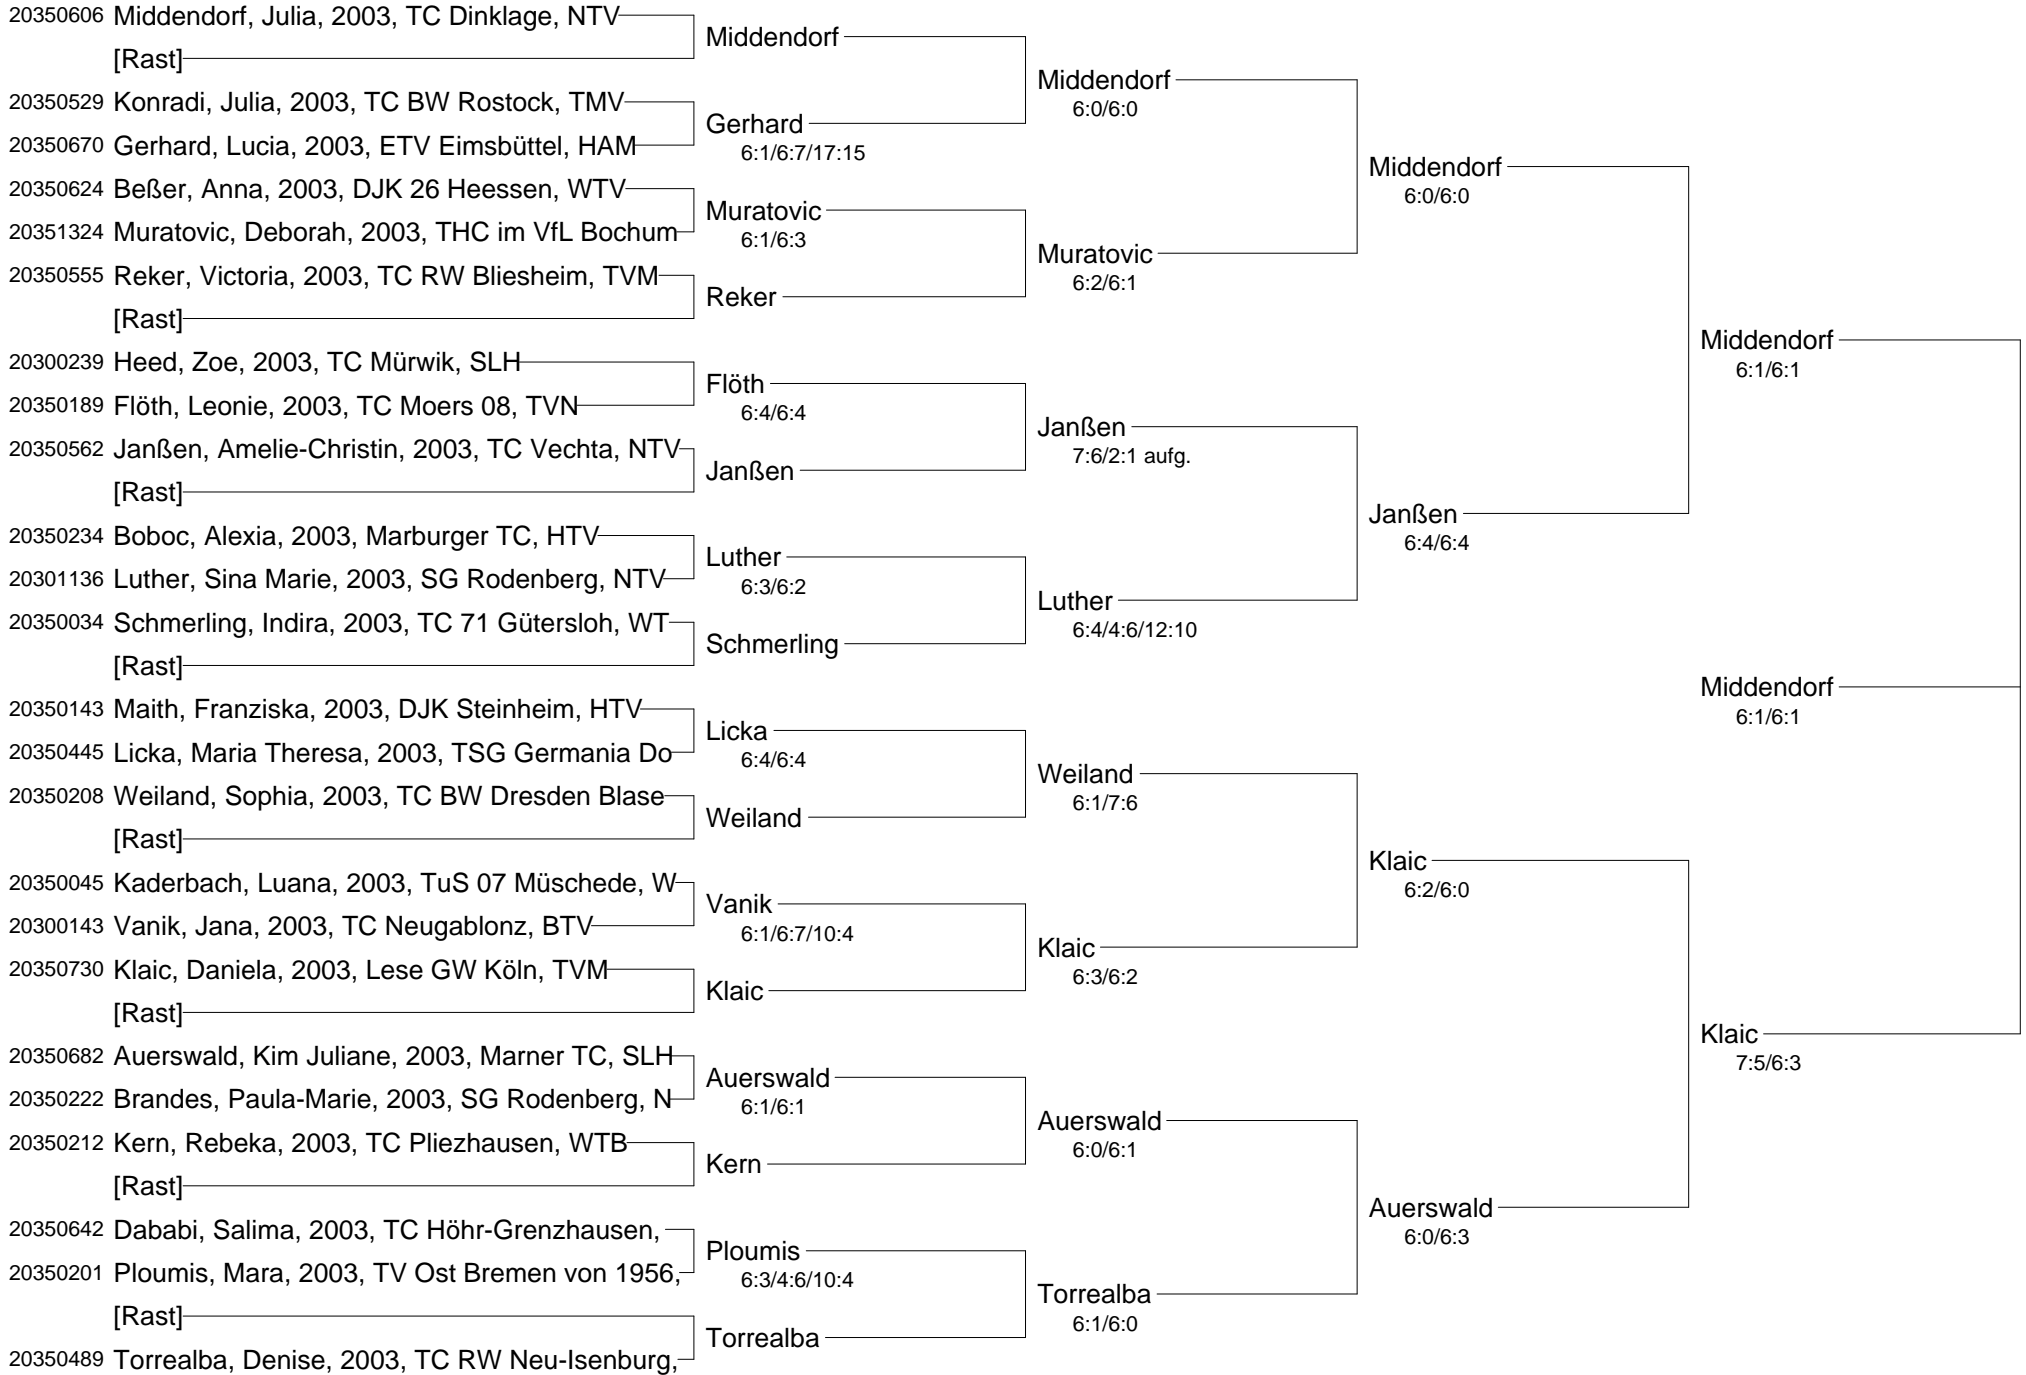 20350606 Middendorf, Julia, 2003, TC Dinklage, NTV
[Rast]
20350529 Konradi, Julia, 2003, TC BW Rostock, TMV
20350670 Gerhard, Lucia, 2003, ETV Eimsbüttel, HAM
20350624 Beßer, Anna, 2003, DJK 26 Heessen, WTV
20351324 Muratovic, Deborah, 2003, THC im VfL Bochum
20350555 Reker, Victoria, 2003, TC RW Bliesheim, TVM
[Rast]
20300239 Heed, Zoe, 2003, TC Mürwik, SLH
20350189 Flöth, Leonie, 2003, TC Moers 08, TVN
20350562 Janßen, Amelie-Christin, 2003, TC Vechta, NTV
[Rast]
20350234 Boboc, Alexia, 2003, Marburger TC, HTV
20301136 Luther, Sina Marie, 2003, SG Rodenberg, NTV
20350034 Schmerling, Indira, 2003, TC 71 Gütersloh, WT
[Rast]
20350143 Maith, Franziska, 2003, DJK Steinheim, HTV
20350445 Licka, Maria Theresa, 2003, TSG Germania Do
20350208 Weiland, Sophia, 2003, TC BW Dresden Blase
[Rast]
20350045 Kaderbach, Luana, 2003, TuS 07 Müschede, W
20300143 Vanik, Jana, 2003, TC Neugablonz, BTV
20350730 Klaic, Daniela, 2003, Lese GW Köln, TVM
[Rast]
20350682 Auerswald, Kim Juliane, 2003, Marner TC, SLH
20350222 Brandes, Paula-Marie, 2003, SG Rodenberg, N
20350212 Kern, Rebeka, 2003, TC Pliezhausen, WTB
[Rast]
20350642 Dababi, Salima, 2003, TC Höhr-Grenzhausen,
20350201 Ploumis, Mara, 2003, TV Ost Bremen von 1956,
[Rast]
20350489 Torrealba, Denise, 2003, TC RW Neu-Isenburg,
Middendorf
Gerhard
6:1/6:7/17:15
Muratovic
6:1/6:3
Reker
Flöth
6:4/6:4
Janßen
Luther
6:3/6:2
Schmerling
Licka
6:4/6:4
Weiland
Vanik
6:1/6:7/10:4
Klaic
Auerswald
6:1/6:1
Kern
Ploumis
6:3/4:6/10:4
Torrealba
Middendorf
6:0/6:0
Muratovic
6:2/6:1
Janßen
7:6/2:1 aufg.
Luther
6:4/4:6/12:10
Weiland
6:1/7:6
Klaic
6:3/6:2
Auerswald
6:0/6:1
Torrealba
6:1/6:0
Middendorf
6:0/6:0
Janßen
6:4/6:4
Klaic
6:2/6:0
Auerswald
6:0/6:3
Middendorf
6:1/6:1
Middendorf
6:1/6:1
Klaic
7:5/6:3